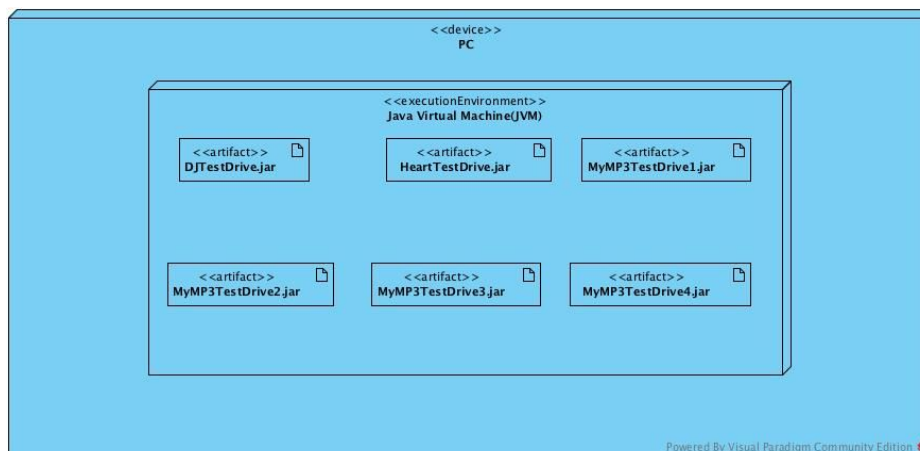 <<device>>
PC
<<executionEnvironment>>
Java Virtual Machine(JVM)
<<artifact>>
DJTestDrive.jar
<<artifact>>
HeartTestDrive.jar
<<artifact>>
MyMP3TestDrive1.jar
<<artifact>>
MyMP3TestDrive2.jar
<<artifact>>
MyMP3TestDrive3.jar
<<artifact>>
MyMP3TestDrive4.jar
Powered By Visual Paradigm Community Edition